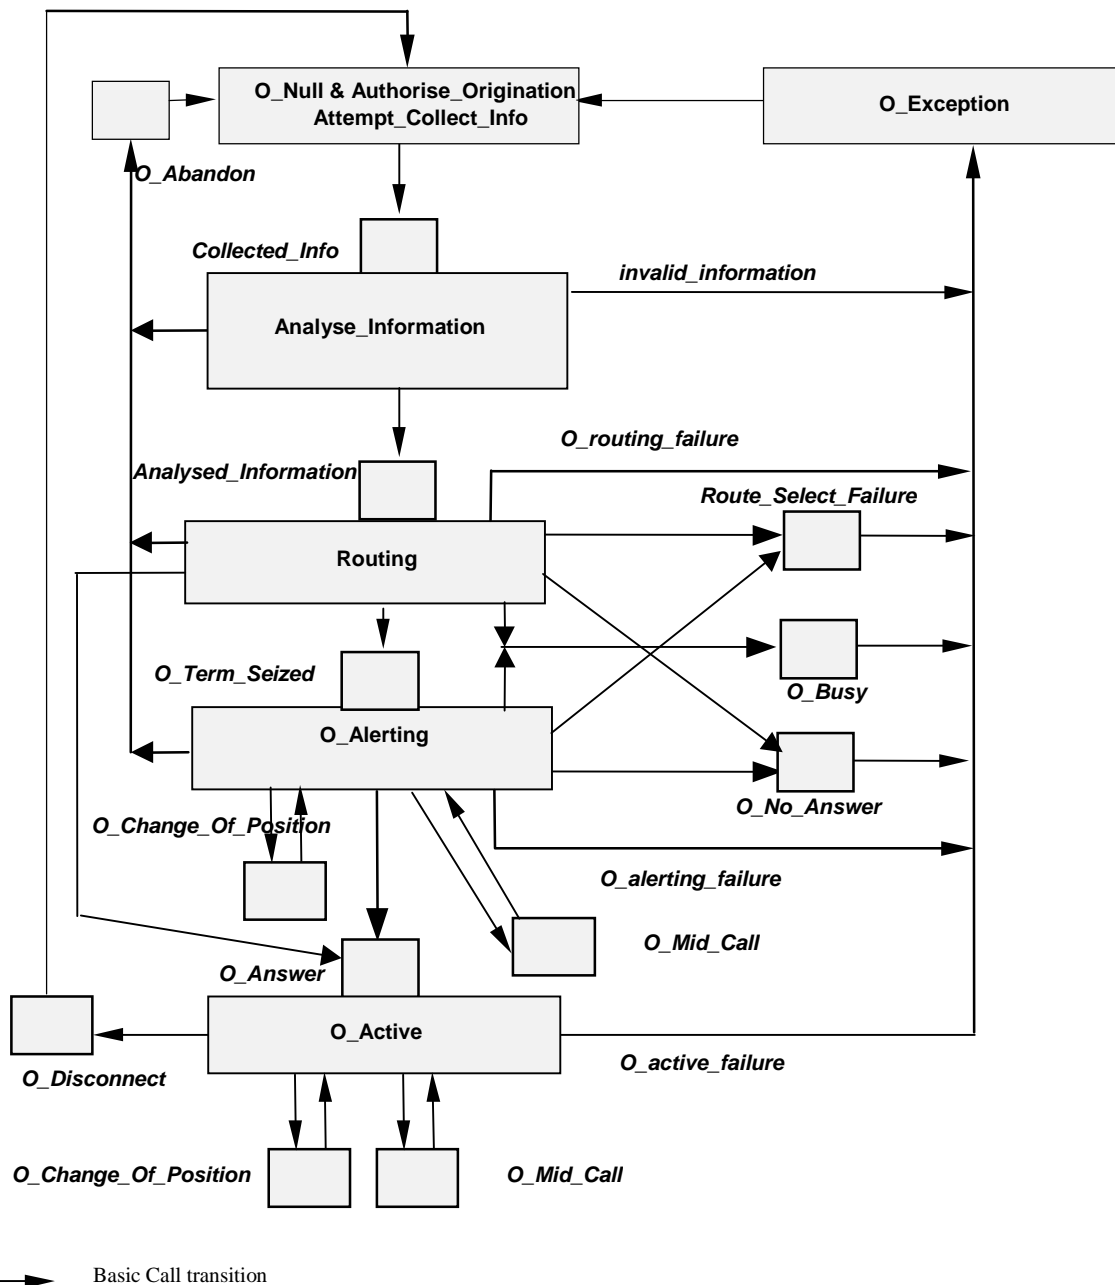 O_Null & Authorise_Origination
Attempt_Collect_Info
O_Exception
O_Abandon
Collected_Info
invalid_information
Analyse_Information
O_routing_failure
Analysed_Information
Route_Select_Failure
Routing
O_Term_Seized
O_Busy
O_Alerting
O_No_Answer
O_Change_Of_Position
O_alerting_failure
O_Mid_Call
O_Answer
O_Active
O_active_failure
O_Disconnect
O_Change_Of_Position
O_Mid_Call
Basic Call transition